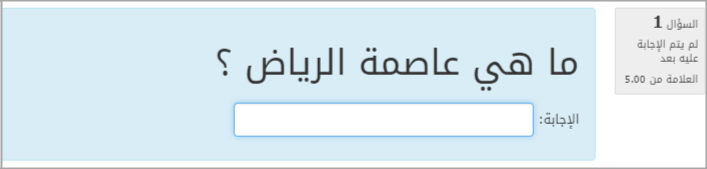 السؤال 1
لم يتم الإجابة
عليه بعد
العلامة من 5.00
ما هي عاصمة الرياض ؟
الإجابة: